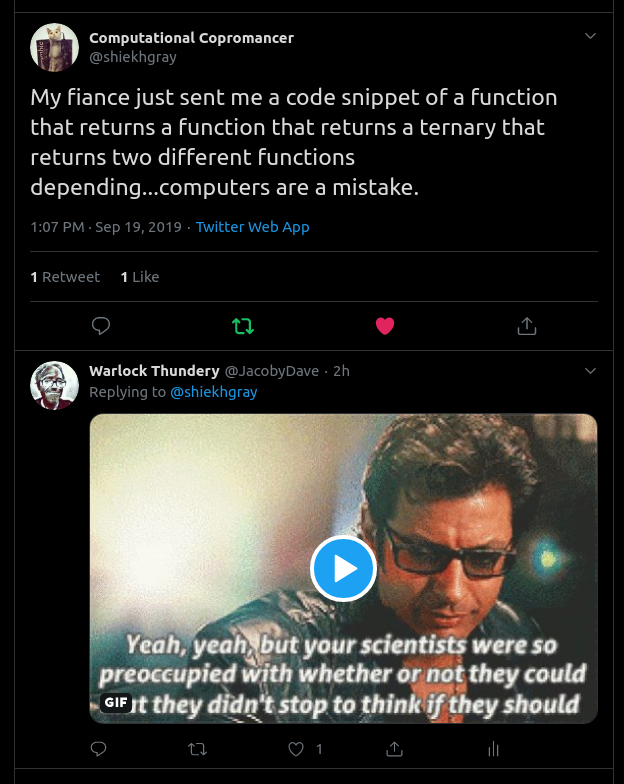 Computational Copromancer
@shiekhgray
My fiance just sent me a code snippet of a function
that returns a function that returns a ternary that
returns two different functions
depending...computers are a mistake.
1:07 PM · Sep 19, 2019 · Twitter Web App
1 Retweet 1 Like
Warlock Thundery @JacobyDave · 2h
Replying to @shiekhgray
Yeah, yeah, but your scientists were so
preoccupied with whether or not they could
GIF t they didn't stop to think if they should
1